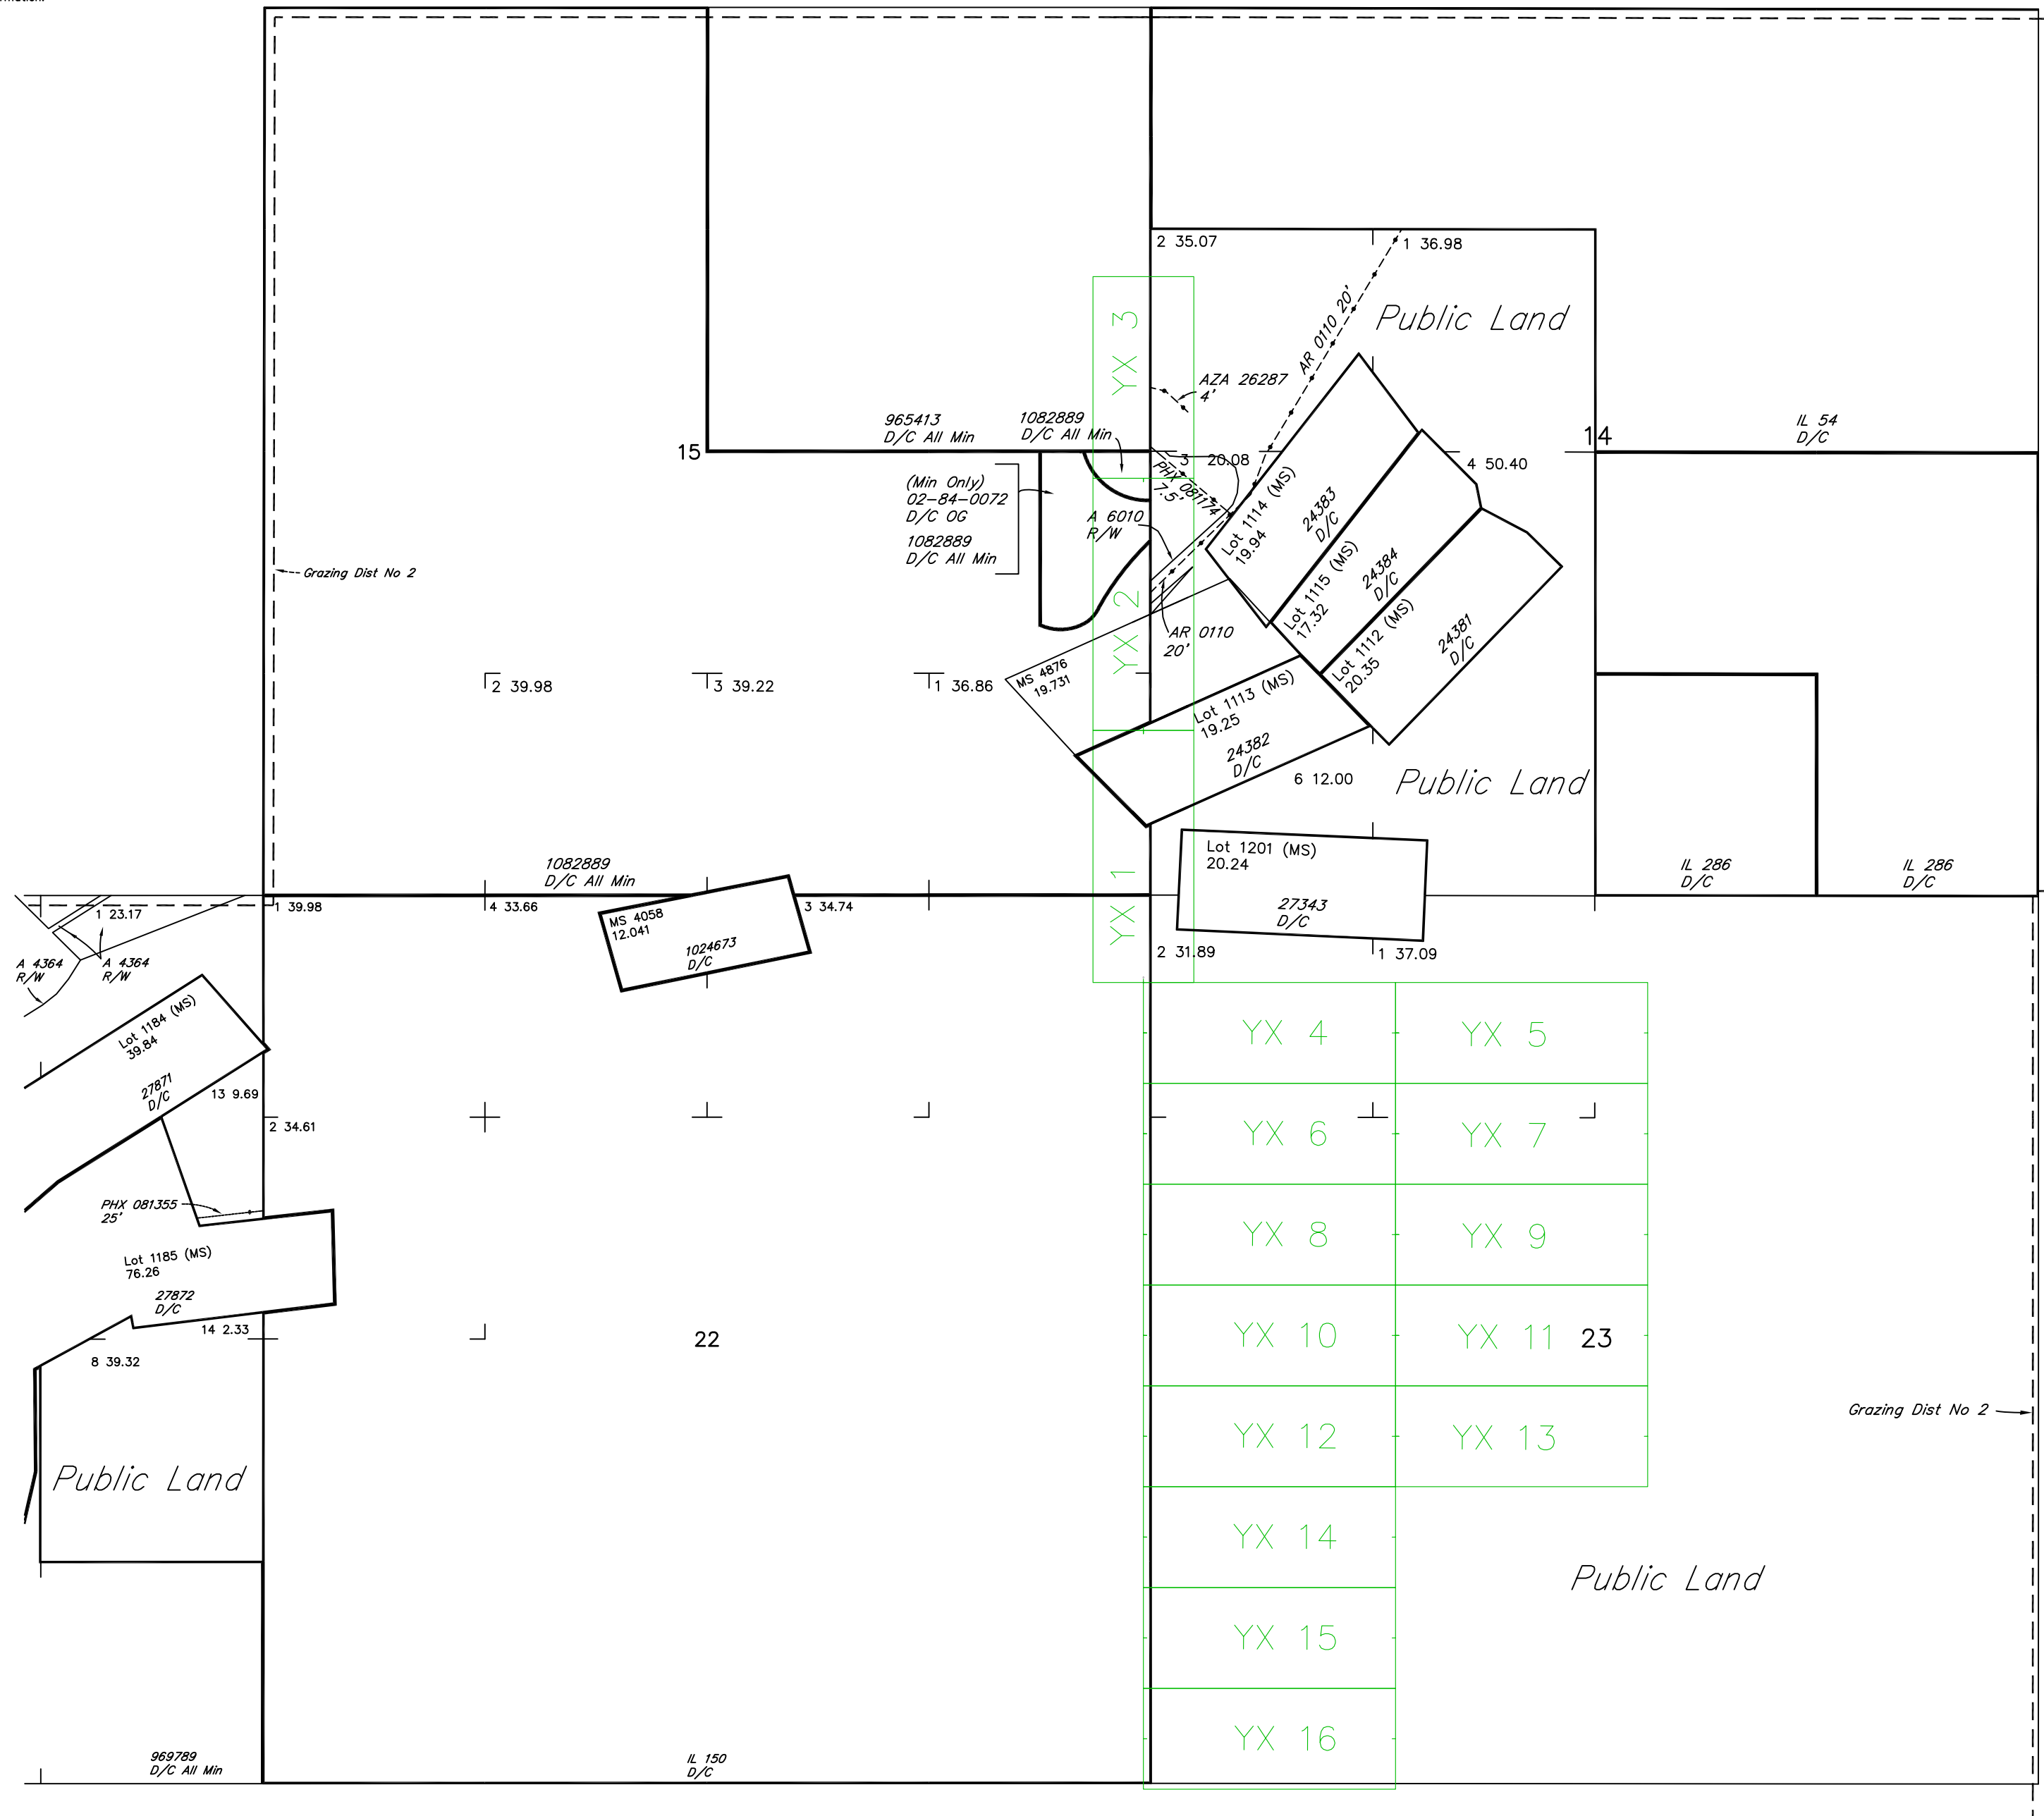 2 35.07
1 36.98
Public Land
YX 3
AR 0110 20'
AZA 26287
4'
965413
D/C All Min
1082889
D/C All Min
IL 54
D/C
15
14
3 20.08
4 50.40
PHX 081174
7.5'
(Min Only)
02-84-0072
D/C OG
1082889
D/C All Min
A 6010
R/W
Lot 1114 (MS)
19.94
24383
D/C
Lot 1115 (MS)
17.32
24384
D/C
Lot 1112 (MS)
20.35
24381
D/C
Grazing Dist No 2
YX 2
AR 0110
20'
2 39.98
3 39.22
1 36.86
MS 4876
19.731
Lot 1113 (MS)
19.25
24382
D/C
6 12.00
Public Land
Lot 1201 (MS)
20.24
27343
D/C
1082889
D/C All Min
YX 1
IL 286
D/C
IL 286
D/C
1 23.17
1 39.98
4 33.66
MS 4058
12.041
1024673
D/C
3 34.74
2 31.89
1 37.09
A 4364
R/W
A 4364
R/W
Lot 1184 (MS)
39.84
27871
D/C
13 9.69
2 34.61
YX 4
YX 5
YX 6
YX 7
PHX 081355
25'
YX 8
YX 9
Lot 1185 (MS)
76.26
27872
D/C
14 2.33
8 39.32
22
YX 10
YX 11
23
Grazing Dist No 2
YX 12
YX 13
Public Land
YX 14
Public Land
YX 15
YX 16
969789
D/C All Min
IL 150
D/C